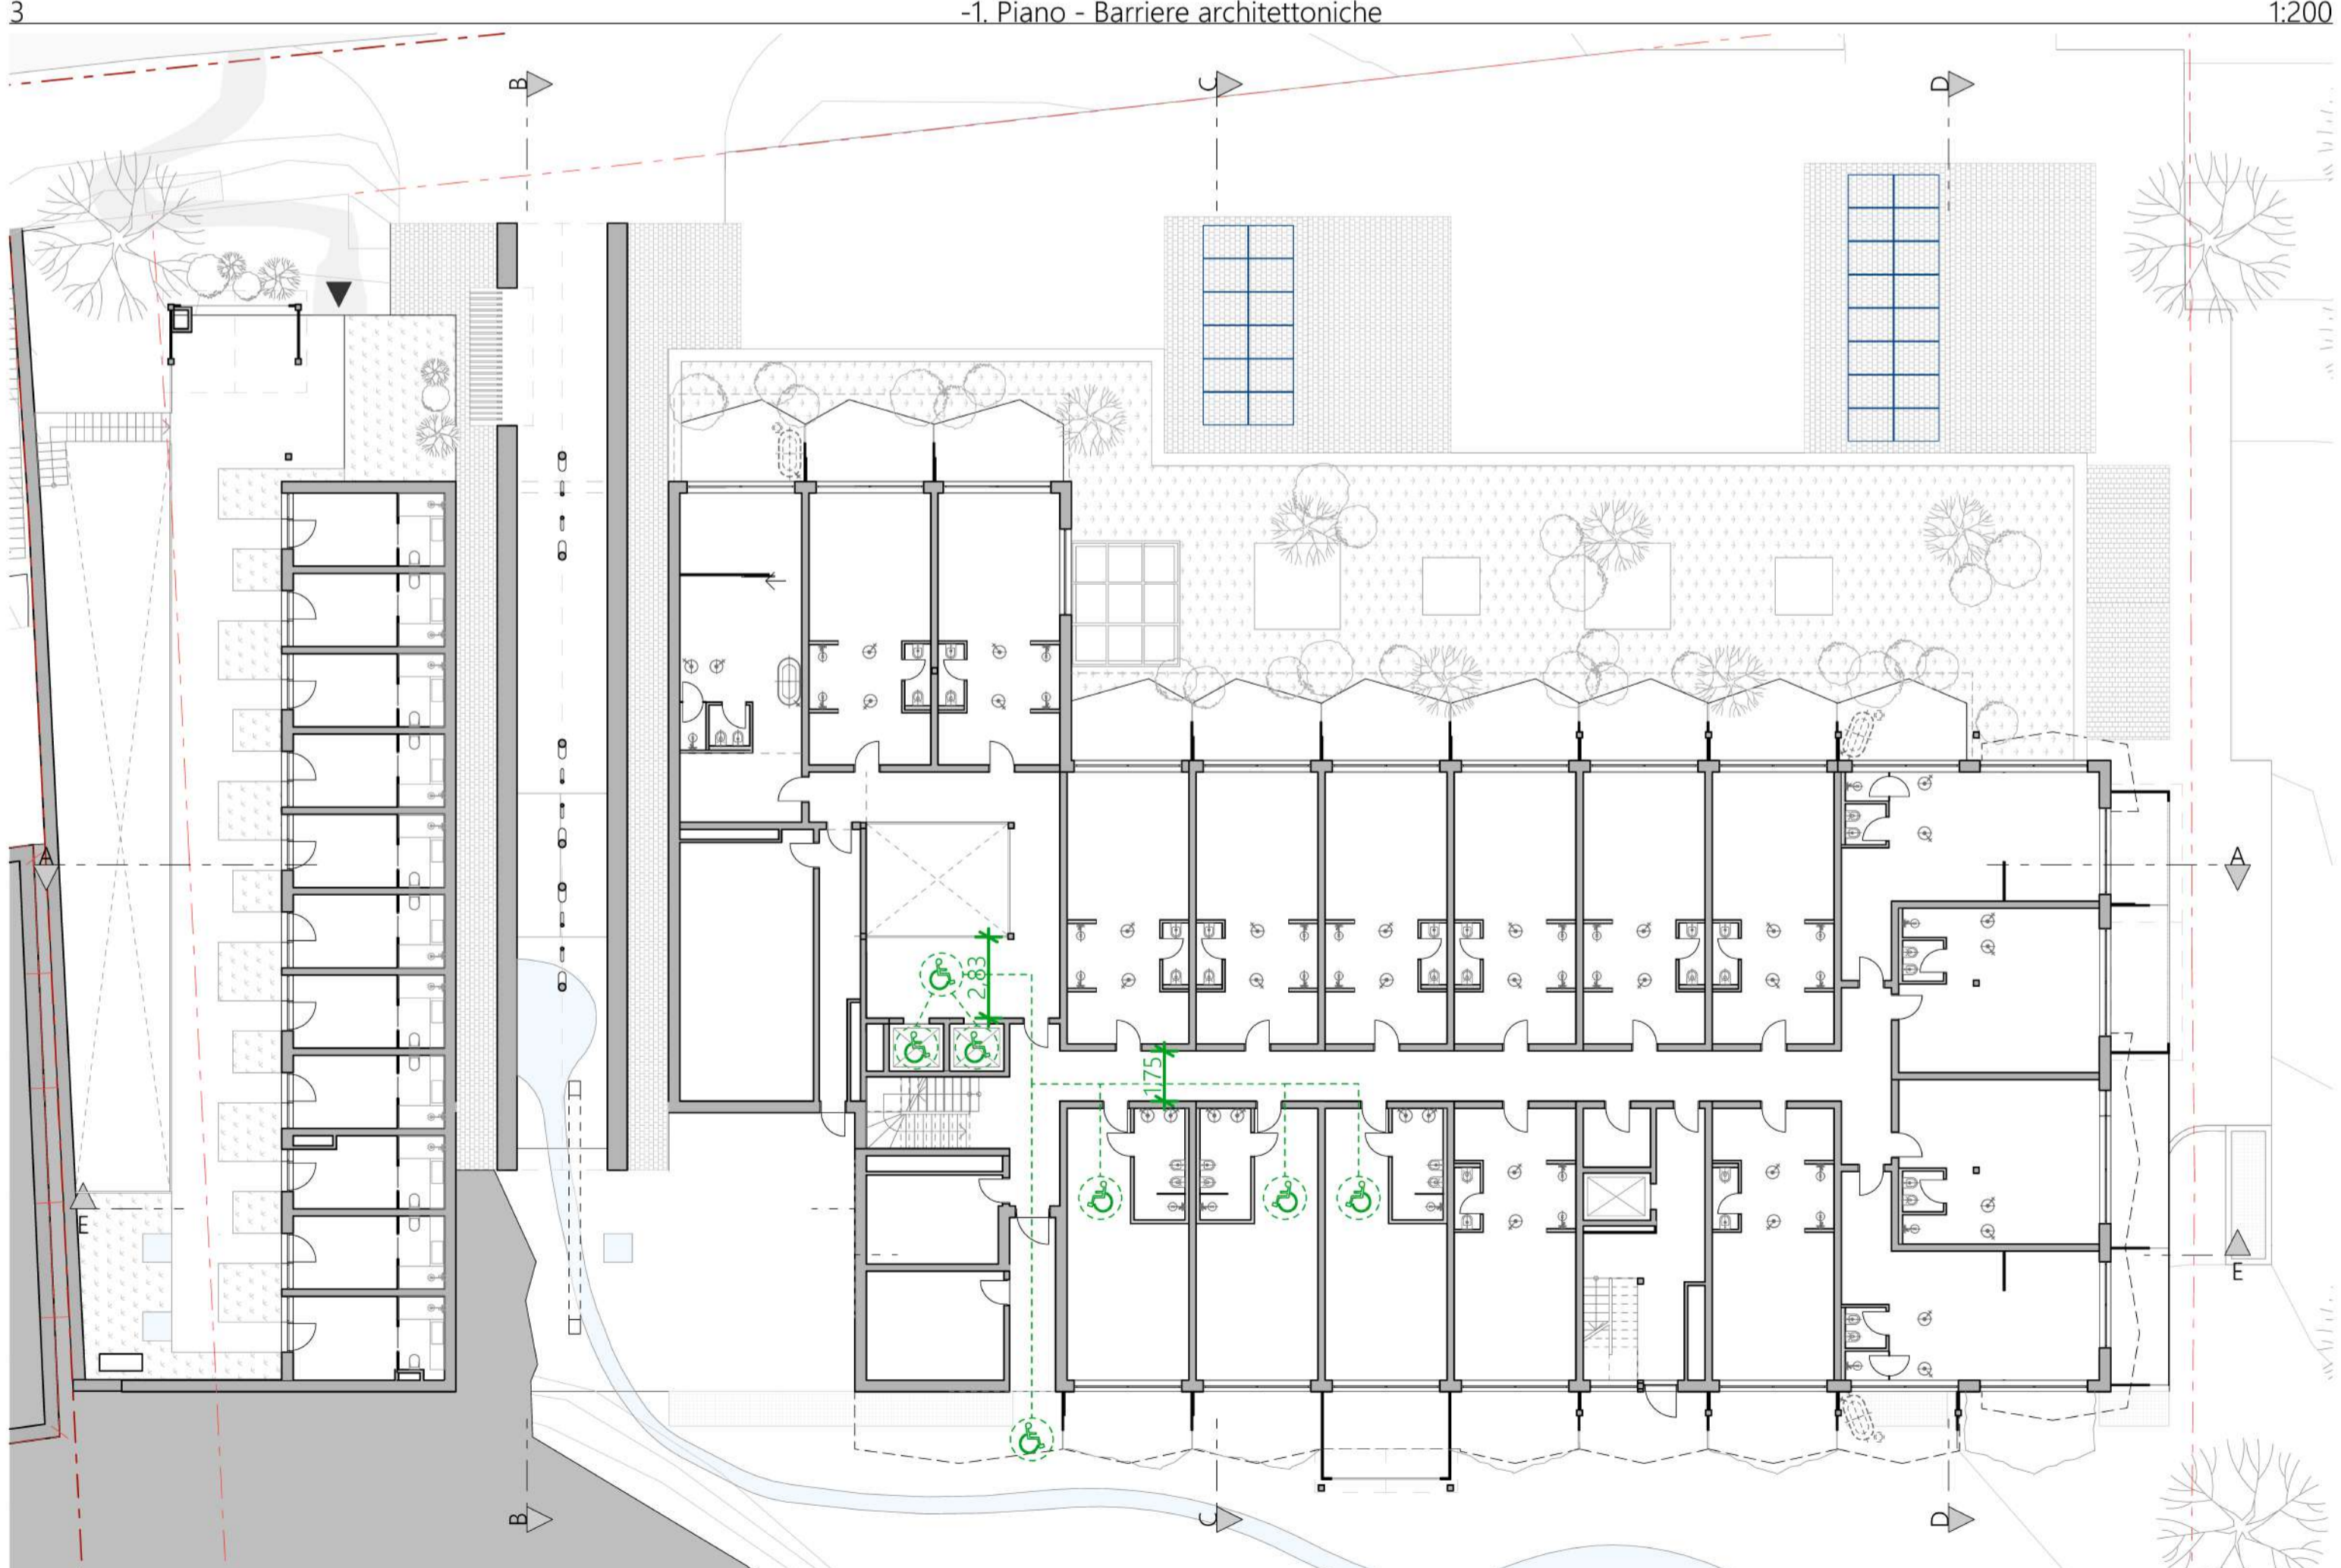 3
-1. Piano - Barriere architettoniche
1:200
B
C
D
A
A
2,83
1,75
E
E
B
C
D